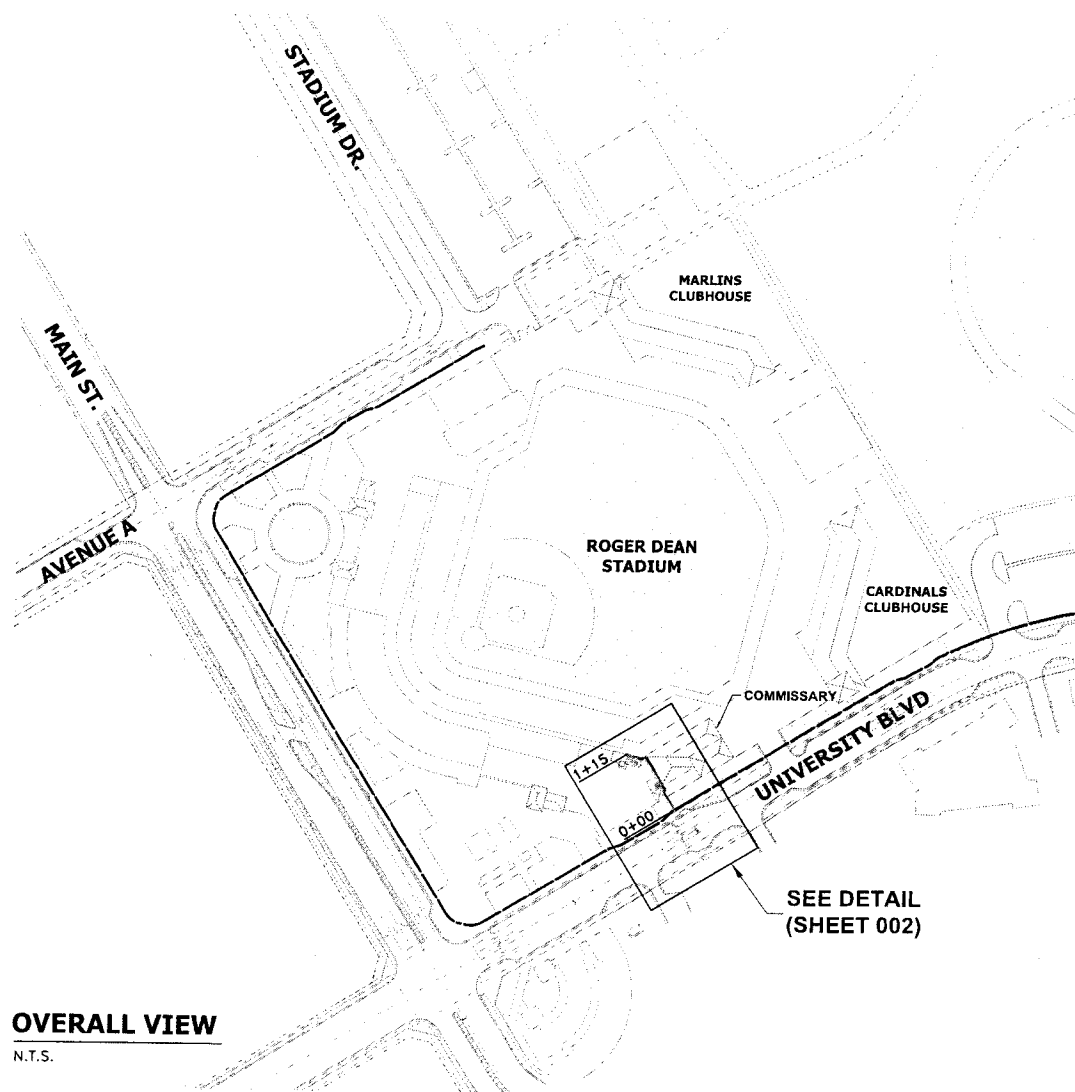 STADIUM DR.
MARLINS
CLUBHOUSE
MAIN ST.
AVENUE A
ROGER DEAN
STADIUM
CARDINALS
CLUBHOUSE
COMMISSARY
UNIVERSITY BLVD
1+15
0+00
SEE DETAIL
(SHEET 002)
OVERALL VIEW
N.T.S.